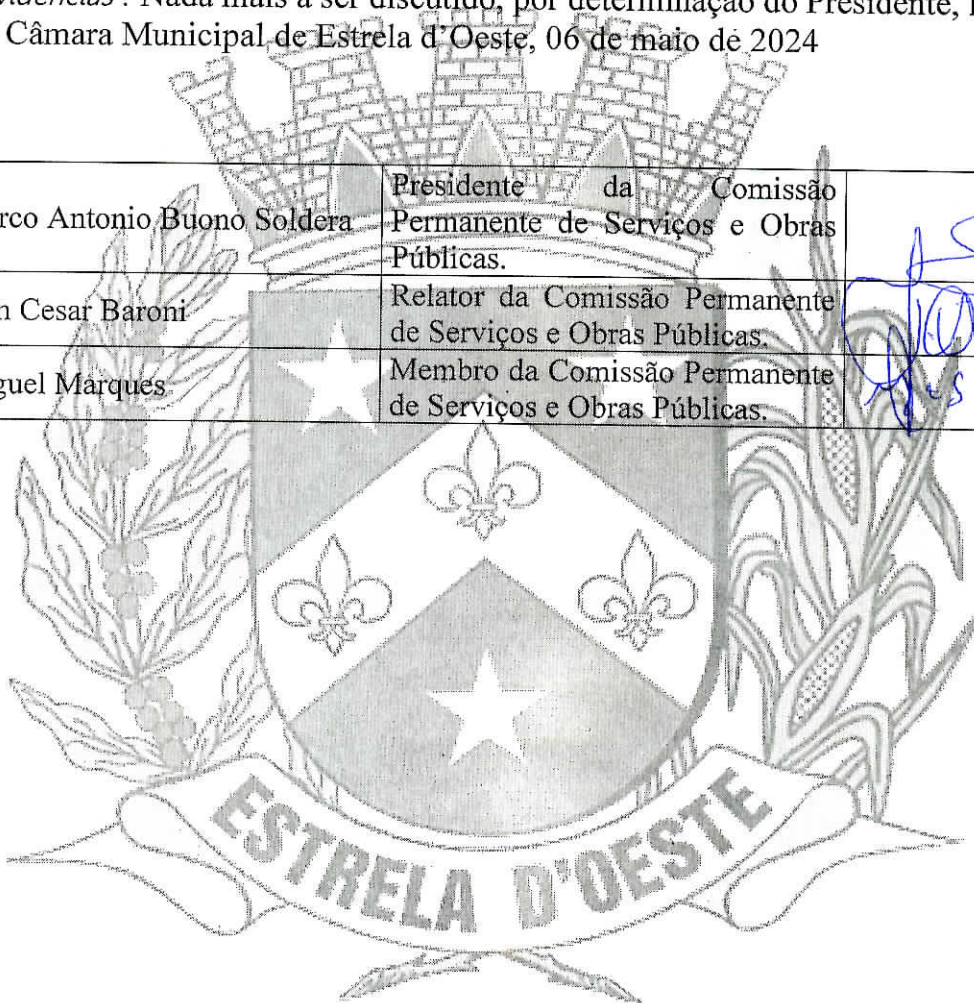 idências . Nada mais a ser discutido, por determinação do Presidente,
Câmara Municipal de Estrela d'Oeste, 06 de maio de 2024
rco Antonio Buono Soldera
Presidente da Comissão
Permanente de Serviços e Obras
Públicas.
n Cesar Baroni
Relator da Comissão Permanente
de Serviços e Obras Públicas.
guel Marques
Membro da Comissão Permanente
de Serviços e Obras Públicas.
ESTRELA D'OESTE